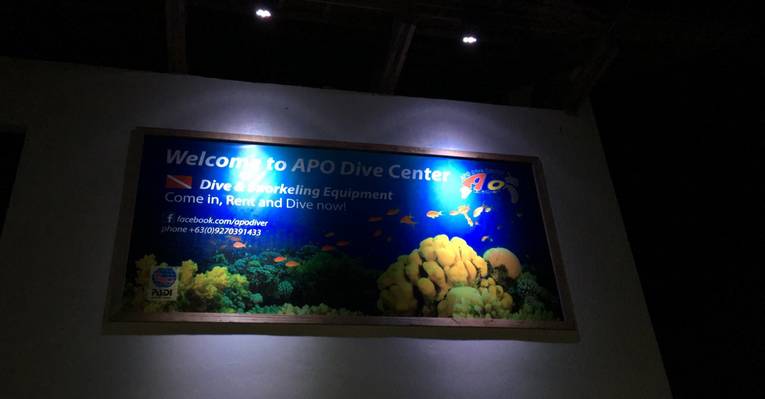 Welcome to APO Dive Center
Dive & Snorkeling Equipment
Come in, Rent and Dive now!
facebook.com/apodiver
phone +63(0)9270391433
PADI